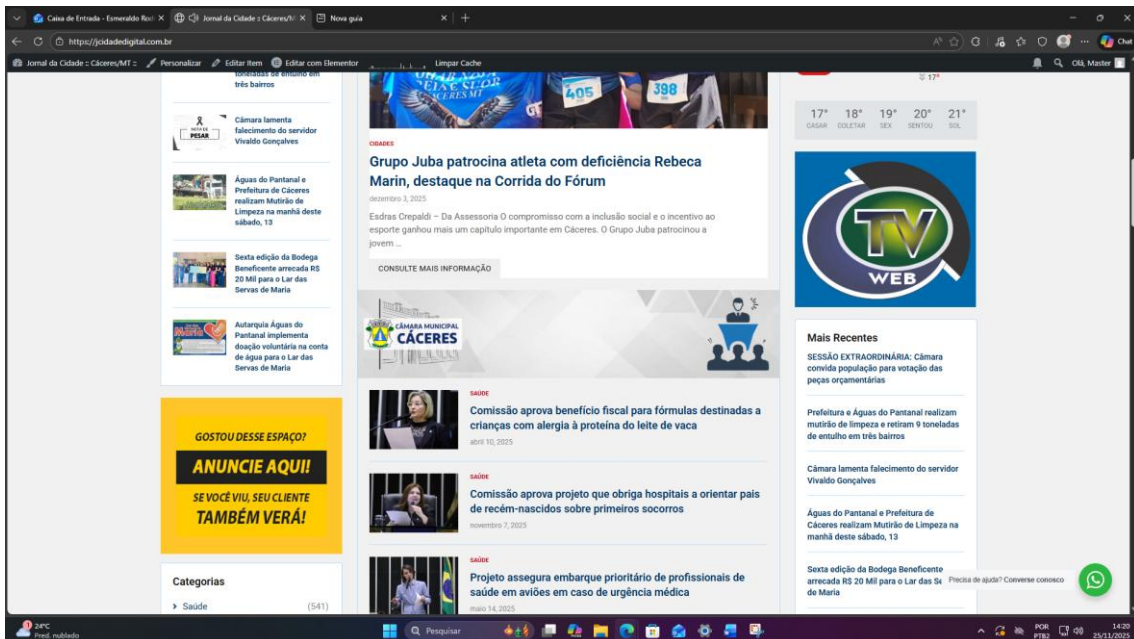 Caixa de Entrada - Esmeraldo Rod
Jornal da Cidade :: Cáceres/M
Nova guia
https://jcidadedigital.com.br
Chat
Jornal da Cidade :: Cáceres/MT ::
Personalizar
Editar Item
Editar com Elementor
Limpar Cache
Olá, Master
toneladas de entulho em
três bairros
NOTA DE
PESAR
Câmara lamenta
falecimento do servidor
Vivaldo Gonçalves
Águas do Pantanal e
Prefeitura de Cáceres
realizam Mutirão de
Limpeza na manhã deste
sábado, 13
Sexta edição da Bodega
Beneficente arrecada R$
20 Mil para o Lar das
Servas de Maria
Autarquia Águas do
Pantanal implementa
doação voluntária na conta
de água para o Lar das
Servas de Maria
GOSTOU DESSE ESPAÇO?
ANUNCIE AQUI!
SE VOCÊ VIU, SEU CLIENTE
TAMBÉM VERÁ!
Categorias
Saúde
(541)
405
398
CIDADES
Grupo Juba patrocina atleta com deficiência Rebeca
Marin, destaque na Corrida do Fórum
dezembro 3, 2025
Esdras Crepaldi – Da Assessoria O compromisso com a inclusão social e o incentivo ao
esporte ganhou mais um capítulo importante em Cáceres. O Grupo Juba patrocinou a
jovem ...
CONSULTE MAIS INFORMAÇÃO
CÂMARA MUNICIPAL
CÁCERES
SAÚDE
Comissão aprova benefício fiscal para fórmulas destinadas a
crianças com alergia à proteína do leite de vaca
abril 10, 2025
SAÚDE
Comissão aprova projeto que obriga hospitais a orientar pais
de recém-nascidos sobre primeiros socorros
novembro 7, 2025
SAÚDE
Projeto assegura embarque prioritário de profissionais de
saúde em aviões em caso de urgência médica
maio 14, 2025
17°
17° 18° 19° 20° 21°
CASAR COLETAR SEX SENTOU SOL
TV
WEB
Mais Recentes
SESSÃO EXTRAORDINÁRIA: Câmara
convida população para votação das
peças orçamentárias
Prefeitura e Águas do Pantanal realizam
mutirão de limpeza e retiram 9 toneladas
de entulho em três bairros
Câmara lamenta falecimento do servidor
Vivaldo Gonçalves
Águas do Pantanal e Prefeitura de
Cáceres realizam Mutirão de Limpeza na
manhã deste sábado, 13
Sexta edição da Bodega Beneficente
arrecada R$ 20 Mil para o Lar das Se
de Maria
Precisa de ajuda? Converse conosco
24°C
Pred. nublado
Pesquisar
POR
PTB2
14:20
25/11/2025